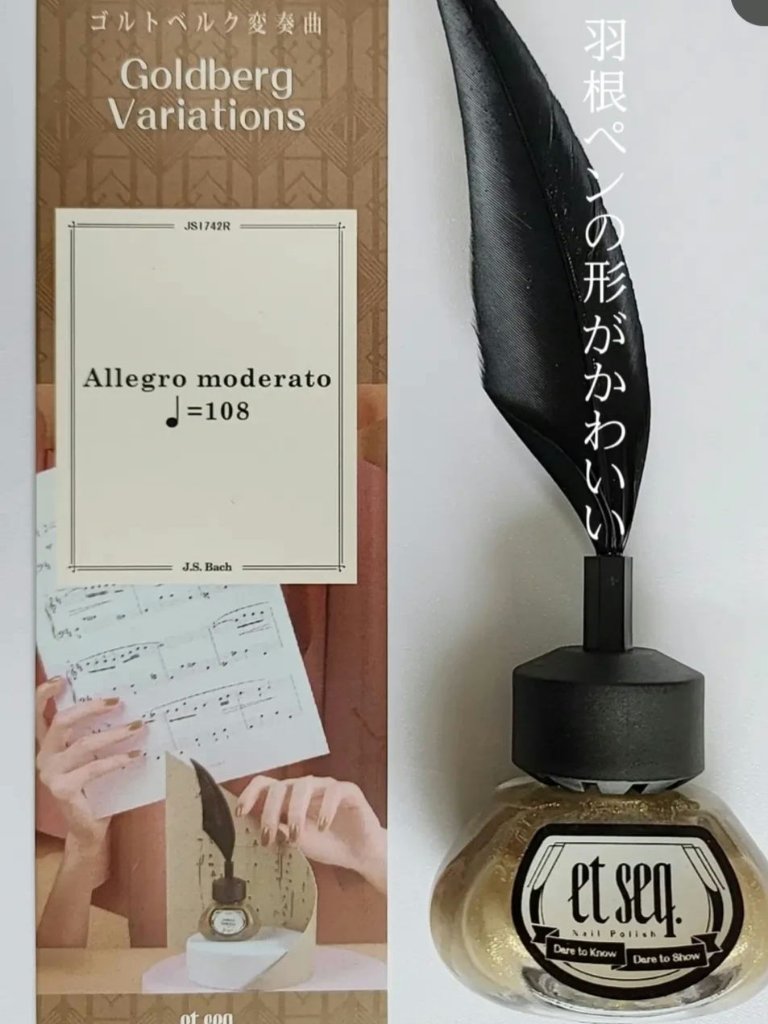 ゴルトベルク変奏曲
Goldberg
Variations
JS1742R
Allegro moderato
♩=108
J.S. Bach
et seq.
羽根ペンの形がかわいい
et seq.
Nail Polish
Dare to Know
Dare to Show